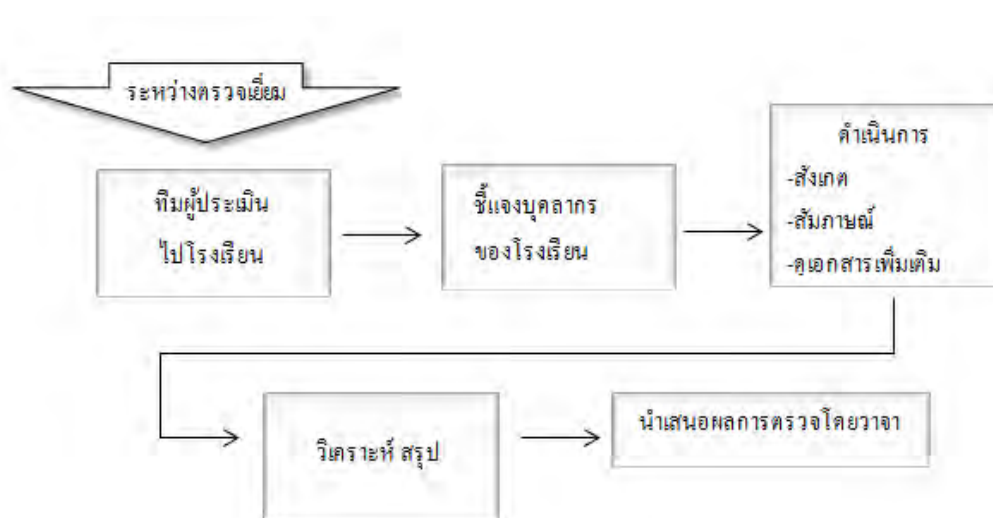 ระหว่างตรวจเยี่ยม
ทีมผู้ประเมิน
ไปโรงเรียน
ชี้แจงบุคลากร
ของโรงเรียน
ดำเนินการ
-สังเกต
-สัมภาษณ์
-ดูเอกสารเพิ่มเติม
วิเคราะห์ สรุป
นำเสนอผลการตรวจโดยวาจา